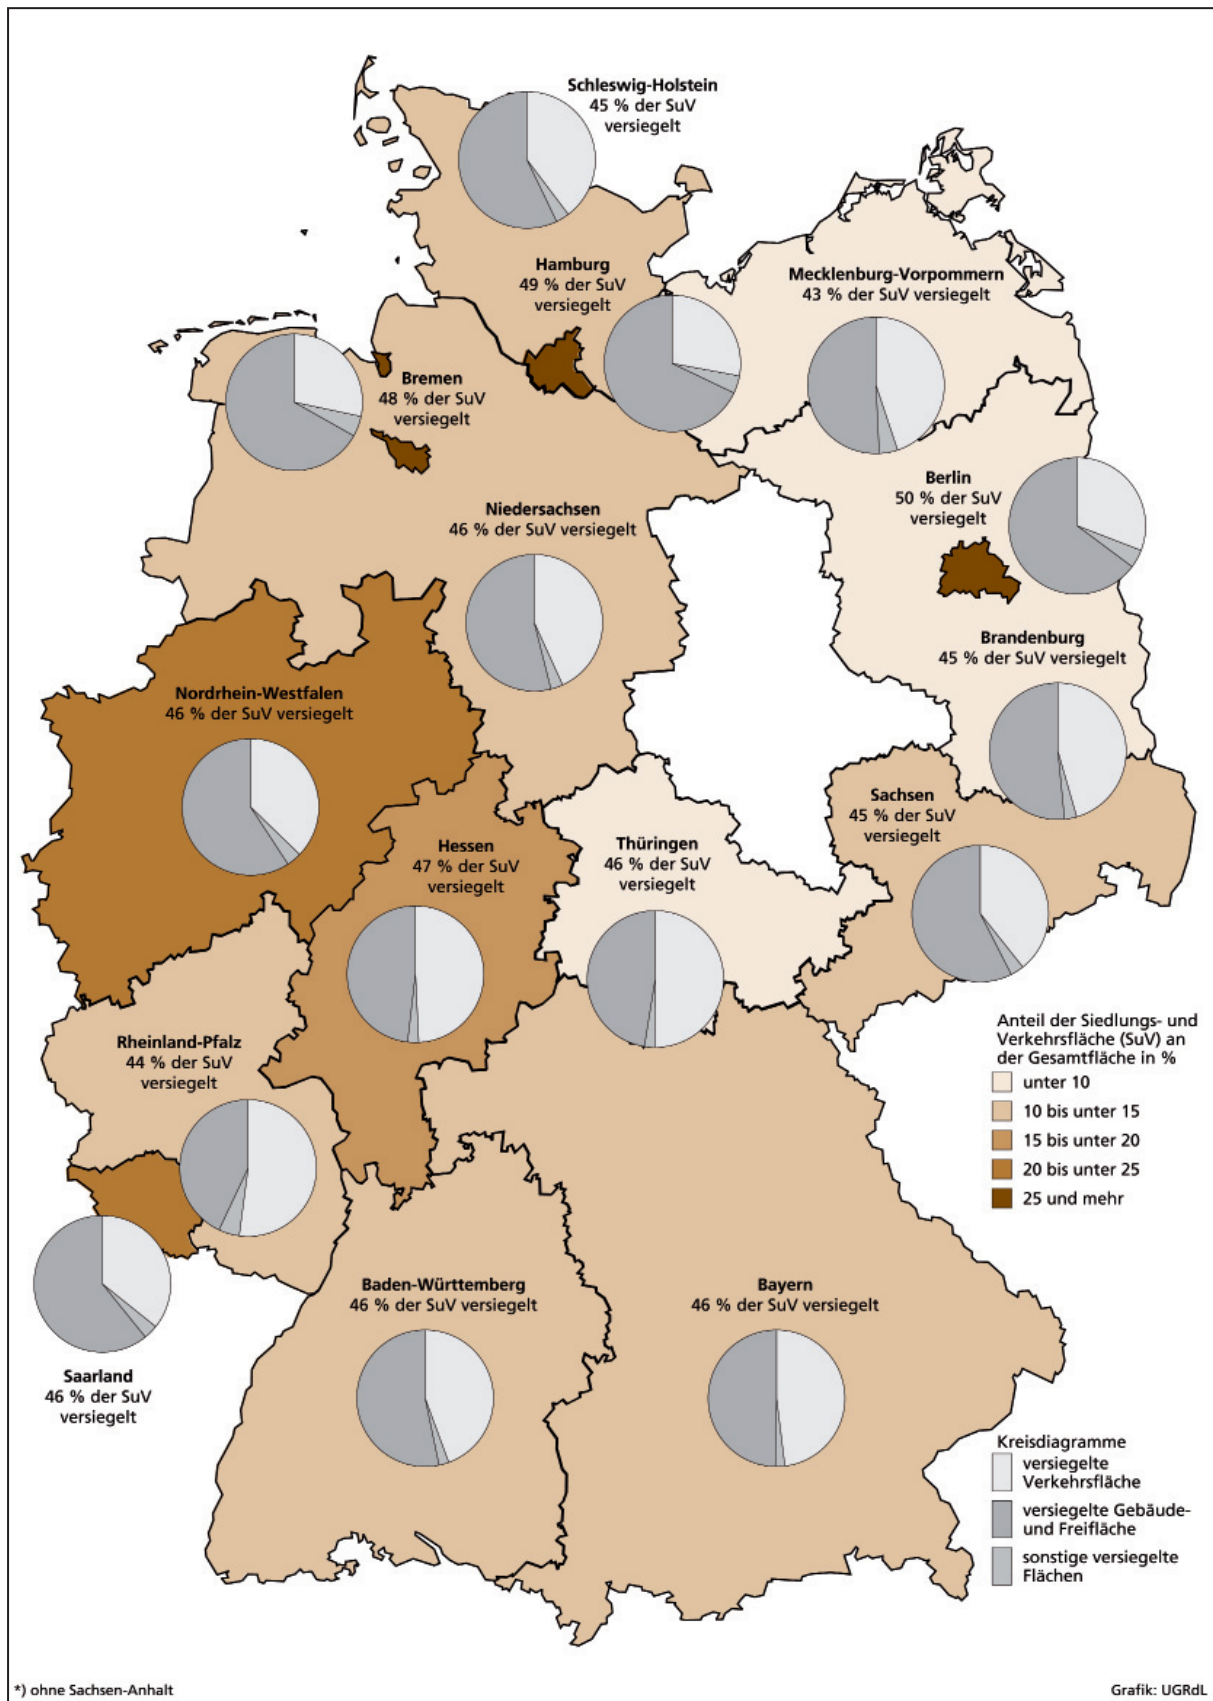 Schleswig-Holstein
45 % der SuV
versiegelt
Hamburg
49 % der SuV
versiegelt
Mecklenburg-Vorpommern
43 % der SuV versiegelt
Bremen
48 % der SuV
versiegelt
Berlin
50 % der SuV
versiegelt
Niedersachsen
46 % der SuV versiegelt
Brandenburg
45 % der SuV versiegelt
Nordrhein-Westfalen
46 % der SuV versiegelt
Sachsen
45 % der SuV
versiegelt
Hessen
47 % der SuV
versiegelt
Thüringen
46 % der SuV
versiegelt
Rheinland-Pfalz
44 % der SuV
versiegelt
Anteil der Siedlungs- und
Verkehrsfläche (SuV) an
der Gesamtfläche in %
unter 10
10 bis unter 15
15 bis unter 20
20 bis unter 25
25 und mehr
Baden-Württemberg
46 % der SuV versiegelt
Bayern
46 % der SuV versiegelt
Saarland
46 % der SuV
versiegelt
Kreisdiagramme
versiegelte
Verkehrsfläche
versiegelte Gebäude-
und Freifläche
sonstige versiegelte
Flächen
*) ohne Sachsen-Anhalt
Grafik: UGRdL